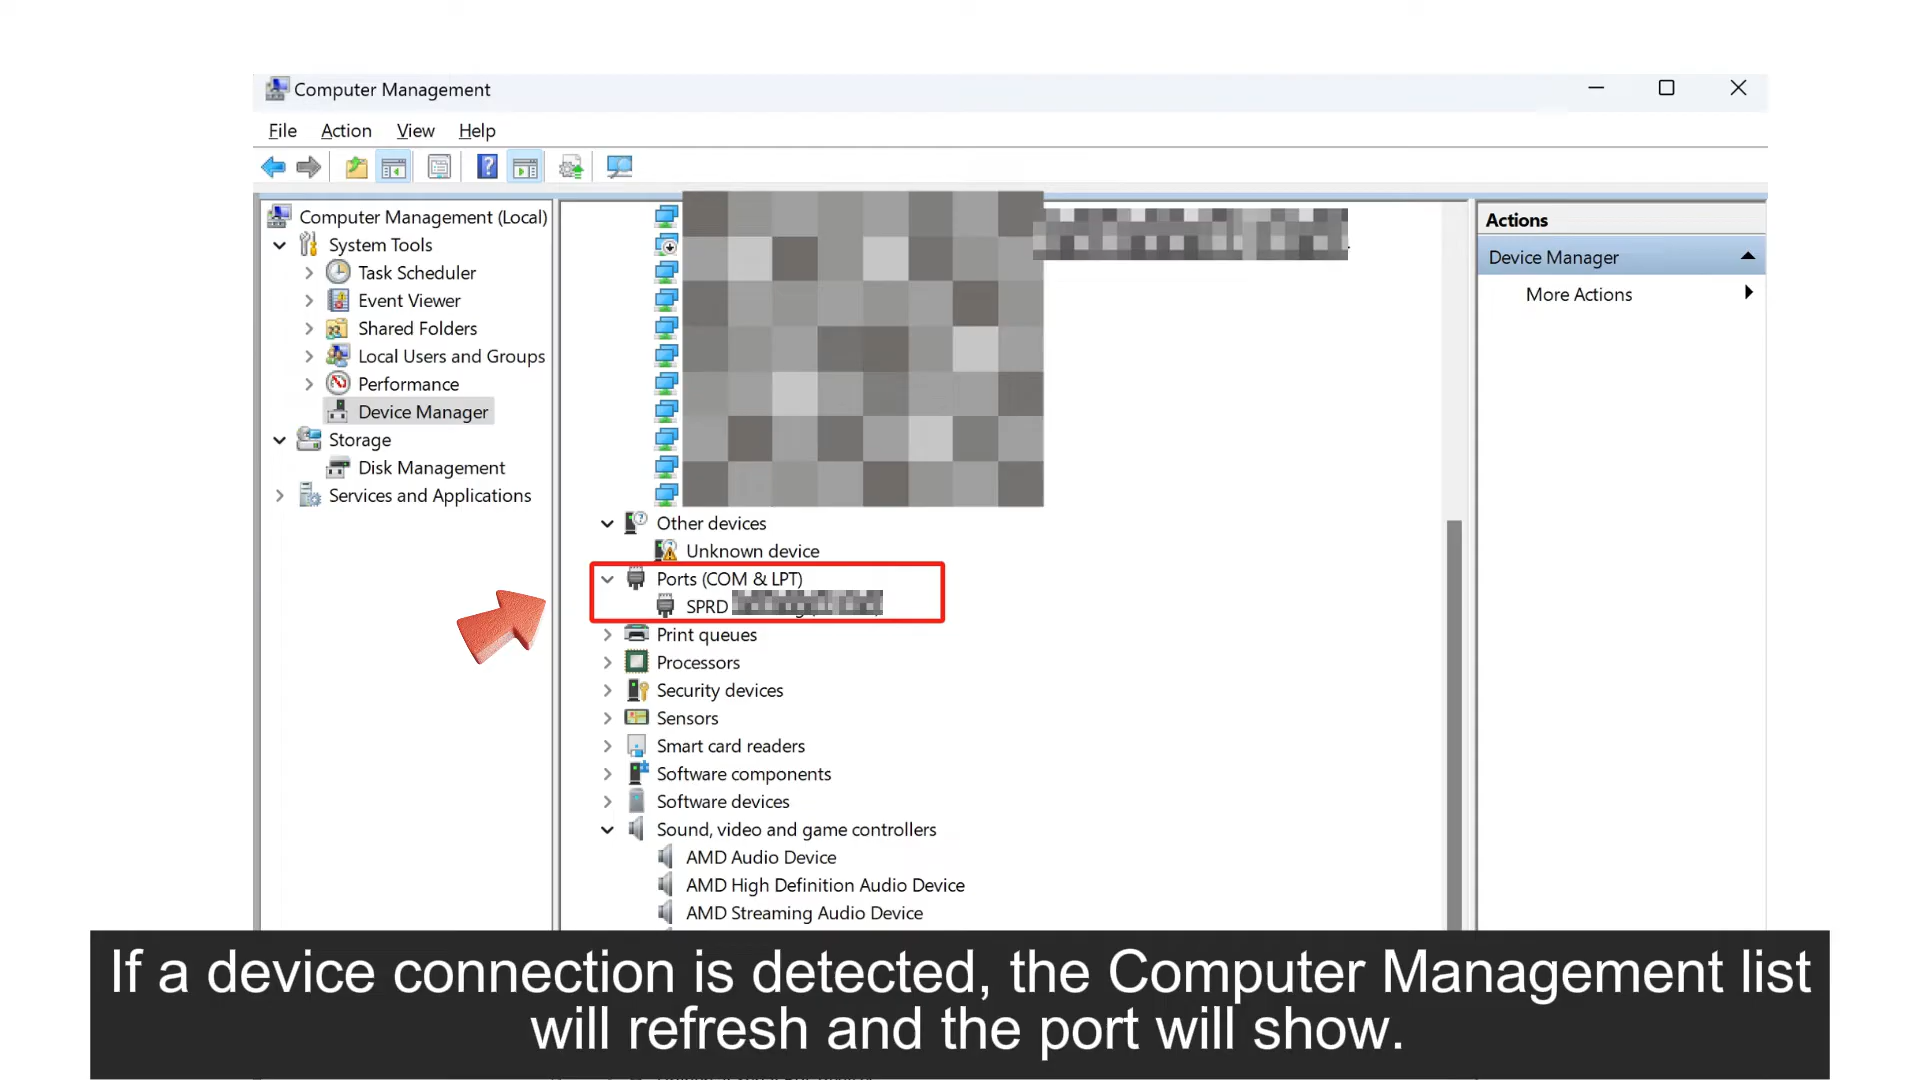 Computer Management
File Action View Help
Computer Management (Local)
System Tools
Task Scheduler
Event Viewer
Shared Folders
Local Users and Groups
Performance
Device Manager
Storage
Disk Management
Services and Applications
Other devices
Unknown device
Ports (COM & LPT)
SPRD
Print queues
Processors
Security devices
Sensors
Smart card readers
Software components
Software devices
Sound, video and game controllers
AMD Audio Device
AMD High Definition Audio Device
AMD Streaming Audio Device
Actions
Device Manager
More Actions
If a device connection is detected, the Computer Management list
will refresh and the port will show.